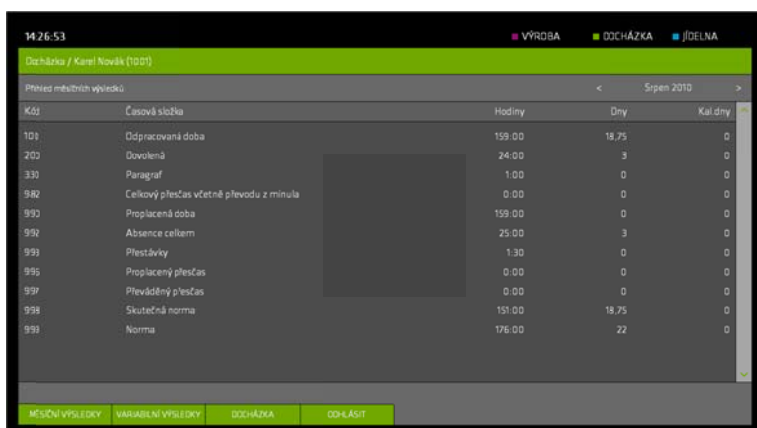 14:26:53 VÝROBA DOCHÁZKA JÍDELNA
Docházka / Karel Novák (1001)
Přehled měsíčních výsledků < Srpen 2010 >
Kód Časová složka Hodiny Dny Kal.dny
Odpracovaná doba 159:00 18,75 0
Dovolená 24:00 3 0
330 Paragraf 1:00 0 0
982 Celkový přesčas včetně převodu z minula 0:00 0 0
990 Proplacená doba 159:00 0 0
992 Absence celkem 25:00 3 0
993 Přestávky 1:30 0 0
Proplacený přesčas 0:00 0 0
997 Převáděný přesčas 0:00 0 0
998 Skutečná norma 151:00 18,75 0
Norma 176:00 22 0
MĚSÍČNÍ VÝSLEDKY VARIABILNÍ VÝSLEDKY DOCHÁZKA ODHLÁSIT